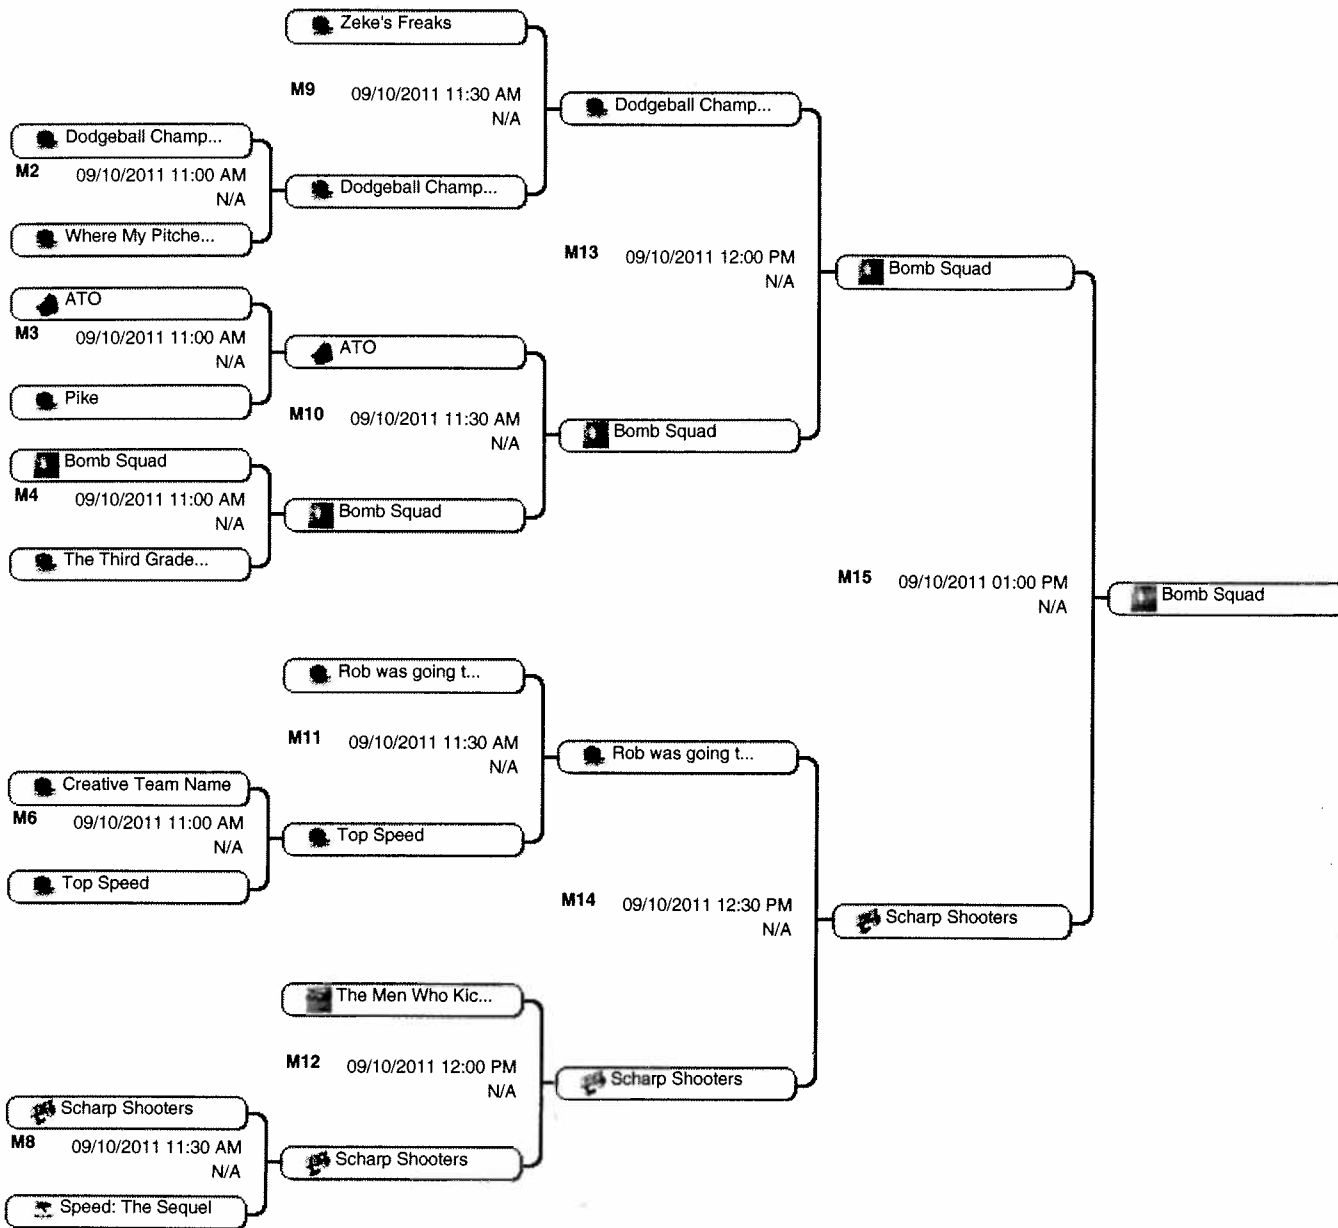 Zeke's Freaks
M9 09/10/2011 11:30 AM
N/A
Dodgeball Champ...
Dodgeball Champ...
M2 09/10/2011 11:00 AM
N/A
Dodgeball Champ...
Where My Pitche...
M13 09/10/2011 12:00 PM
N/A
Bomb Squad
ATO
M3 09/10/2011 11:00 AM
N/A
ATO
Pike
M10 09/10/2011 11:30 AM
N/A
Bomb Squad
Bomb Squad
M4 09/10/2011 11:00 AM
N/A
Bomb Squad
The Third Grade...
M15 09/10/2011 01:00 PM
N/A
Bomb Squad
Rob was going t...
M11 09/10/2011 11:30 AM
N/A
Rob was going t...
Creative Team Name
M6 09/10/2011 11:00 AM
N/A
Top Speed
Top Speed
M14 09/10/2011 12:30 PM
N/A
Scharp Shooters
The Men Who Kic...
M12 09/10/2011 12:00 PM
N/A
Scharp Shooters
Scharp Shooters
M8 09/10/2011 11:30 AM
N/A
Scharp Shooters
Speed: The Sequel